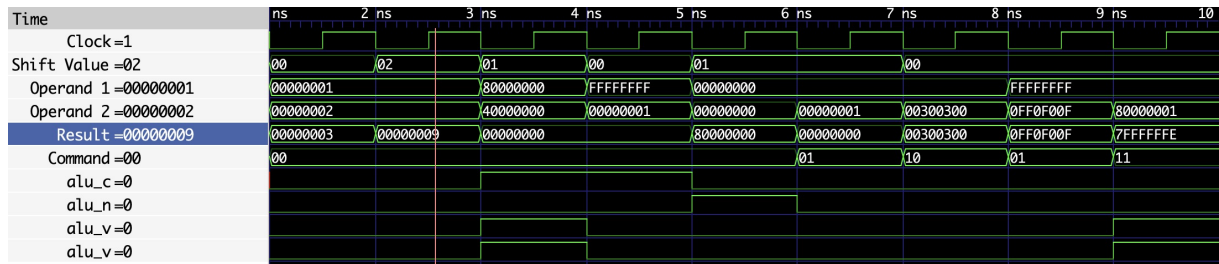 Time ns 2 ns 3 ns 4 ns 5 ns 6 ns 7 ns 8 ns 9 ns 10
Clock=1
Shift Value=02 00 02 01 00 01 00
Operand 1=00000001 00000001 80000000 FFFFFFFF 00000000 FFFFFFFF
Operand 2=00000002 00000002 40000000 00000001 00000000 00000001 00300300 0FF0F00F 80000001
Result=00000009 00000003 00000009 00000000 80000000 00000000 00300300 0FF0F00F 7FFFFFFE
Command=00 00 01 10 01 11
alu_c=0
alu_n=0
alu_v=0
alu_v=0